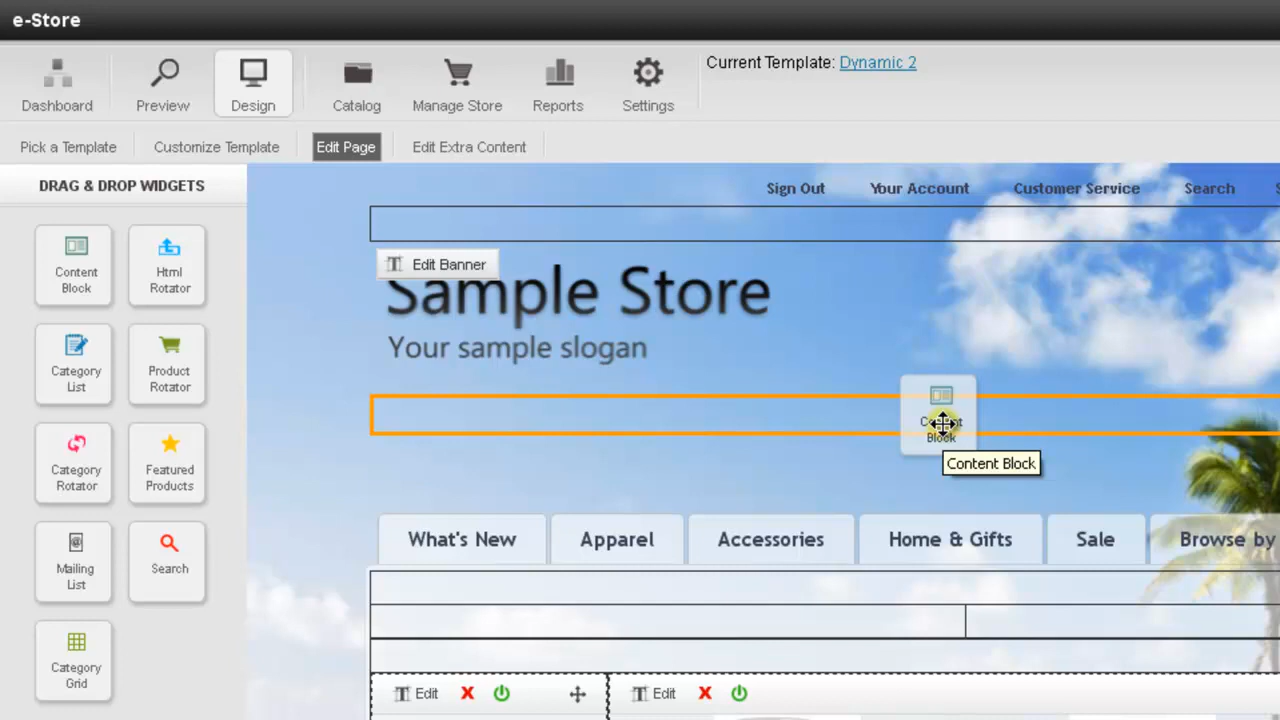 e-Store
Current Template: Dynamic 2
Dashboard
Preview
Design
Catalog
Manage Store
Reports
Settings
Pick a Template
Customize Template
Edit Page
Edit Extra Content
DRAG & DROP WIDGETS
Sign Out
Your Account
Customer Service
Search
Content
Block
Html
Rotator
Category
List
Product
Rotator
Category
Rotator
Featured
Products
Mailing
List
Search
Category
Grid
Edit Banner
Sample Store
Your sample slogan
Block
Content Block
What's New
Apparel
Accessories
Home & Gifts
Sale
Browse by
Edit
Edit